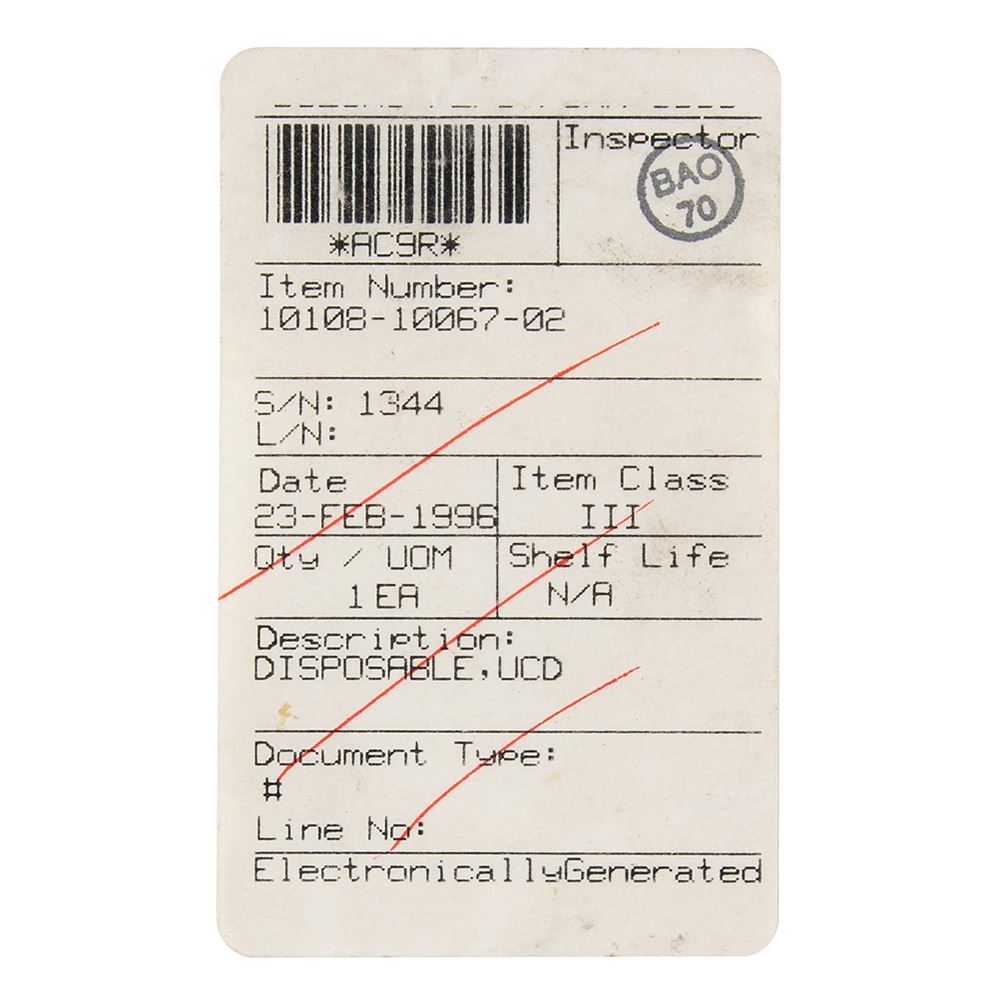 Inspector
BAO
70
*AC9R*
Item Number:
10108-10067-02
S/N: 1344
L/N:
Date
23-FEB-1996
Item Class
III
Qty / UOM
1 EA
Shelf Life
N/A
Description:
DISPOSABLE,UCD
Document Type:
#
Line No:
ElectronicallyGenerated